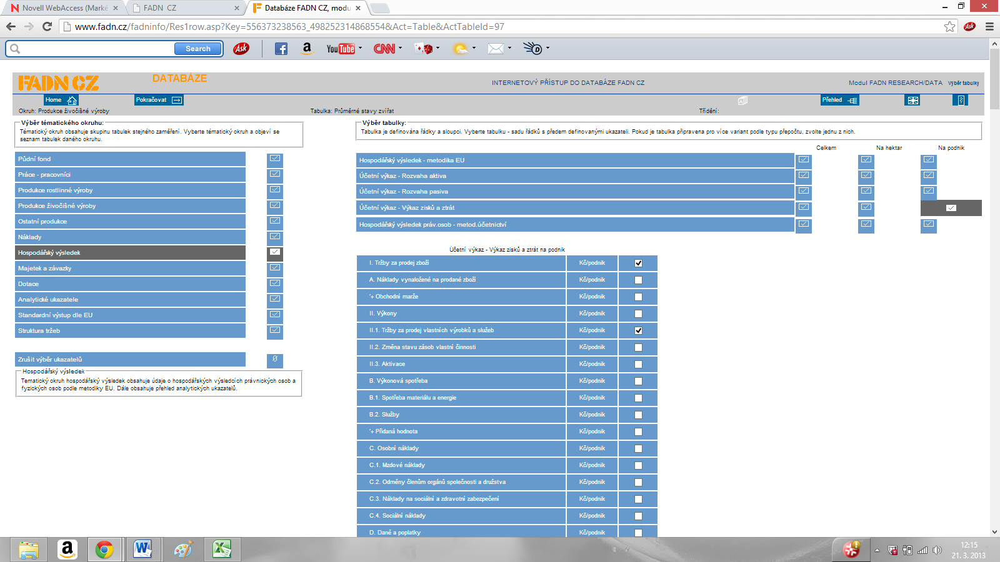 Novell WebAccess (Marké
FADN CZ
Databáze FADN CZ, modu
www.fadn.cz/fadninfo/Res1row.asp?Key=556373238563_498252314868554&Act=Table&ActTableId=97
Search
Ask
YouTube
CNN
FADN CZ
DATABÁZE
INTERNETOVÝ PŘÍSTUP DO DATABÁZE FADN CZ
Modul FADN RESEARCH/DATA
Výběr tabulky
Home
Pokračovat
Přehled
Okruh: Produkce živočišné výroby
Tabulka: Průměrné stavy zvířat
Třídění:
Výběr tématického okruhu:
Tématický okruh obsahuje skupinu tabulek stejného zaměření. Vyberte tématický okruh a objeví se
seznam tabulek daného okruhu.
Půdní fond
Práce - pracovníci
Produkce rostlinné výroby
Produkce živočišné výroby
Ostatní produkce
Náklady
Hospodářský výsledek
Majetek a závazky
Dotace
Analytické ukazatele
Standardní výstup dle EU
Struktura tržeb
Zrušit výběr ukazatelů
Hospodářský výsledek
Tematický okruh hospodářský výsledek obsahuje údaje o hospodářských výsledcích právnických osob a
fyzických osob podle metodiky EU. Dále obsahuje přehled analytických ukazatelů.
Výběr tabulky:
Tabulka je definována řádky a sloupci. Vyberte tabulku - sadu řádků s předem definovanými ukazateli. Pokud je tabulka připravena pro více variant podle typu přepočtu, zvolte jednu z nich.
Celkem
Na hektar
Na podnik
Hospodářský výsledek - metodika EU
Účetní výkaz - Rozvaha aktiva
Účetní výkaz - Rozvaha pasiva
Účetní výkaz - Výkaz zisků a ztrát
Hospodářský výsledek práv.osob - metod.účetnictví
Účetní výkaz - Výkaz zisků a ztrát na podnik
I. Tržby za prodej zboží Kč/podnik
A. Náklady vynaložené na prodané zboží Kč/podnik
'+ Obchodní marže Kč/podnik
II. Výkony Kč/podnik
II.1. Tržby za prodej vlastních výrobků a služeb Kč/podnik
II.2. Změna stavu zásob vlastní činnosti Kč/podnik
II.3. Aktivace Kč/podnik
B. Výkonová spotřeba Kč/podnik
B.1. Spotřeba materiálu a energie Kč/podnik
B.2. Služby Kč/podnik
'+ Přidaná hodnota Kč/podnik
C. Osobní náklady Kč/podnik
C.1. Mzdové náklady Kč/podnik
C.2. Odměny členům orgánů společnosti a družstva Kč/podnik
C.3. Náklady na sociální a zdravotní zabezpečení Kč/podnik
C.4. Sociální náklady Kč/podnik
D. Daně a poplatky Kč/podnik
12:15
21. 3. 2013